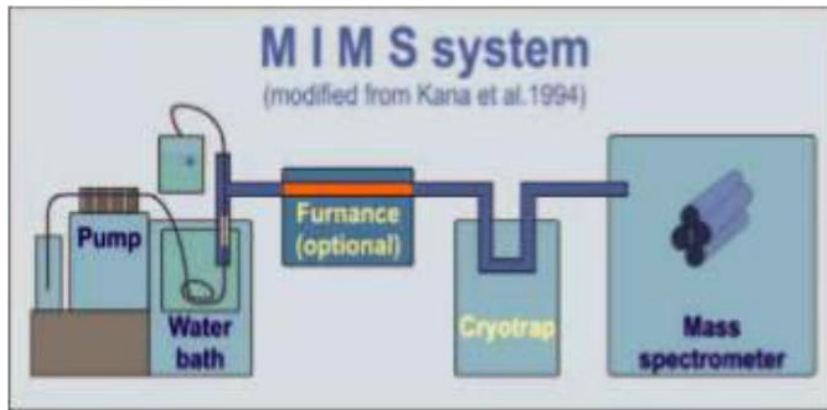 M I M S system
(modified from Kana et al.1994)
Pump
Water
bath
Furnance
(optional)
Cryotrap
Mass
spectrometer